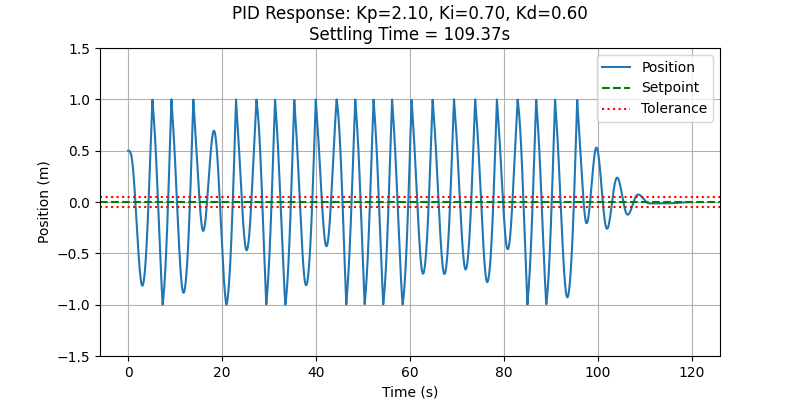 PID Response: Kp=2.10, Ki=0.70, Kd=0.60
Settling Time = 109.37s
Position
Setpoint
Tolerance
1.5
1.0
0.5
0.0
−0.5
−1.0
−1.5
Position (m)
0 20 40 60 80 100 120
Time (s)